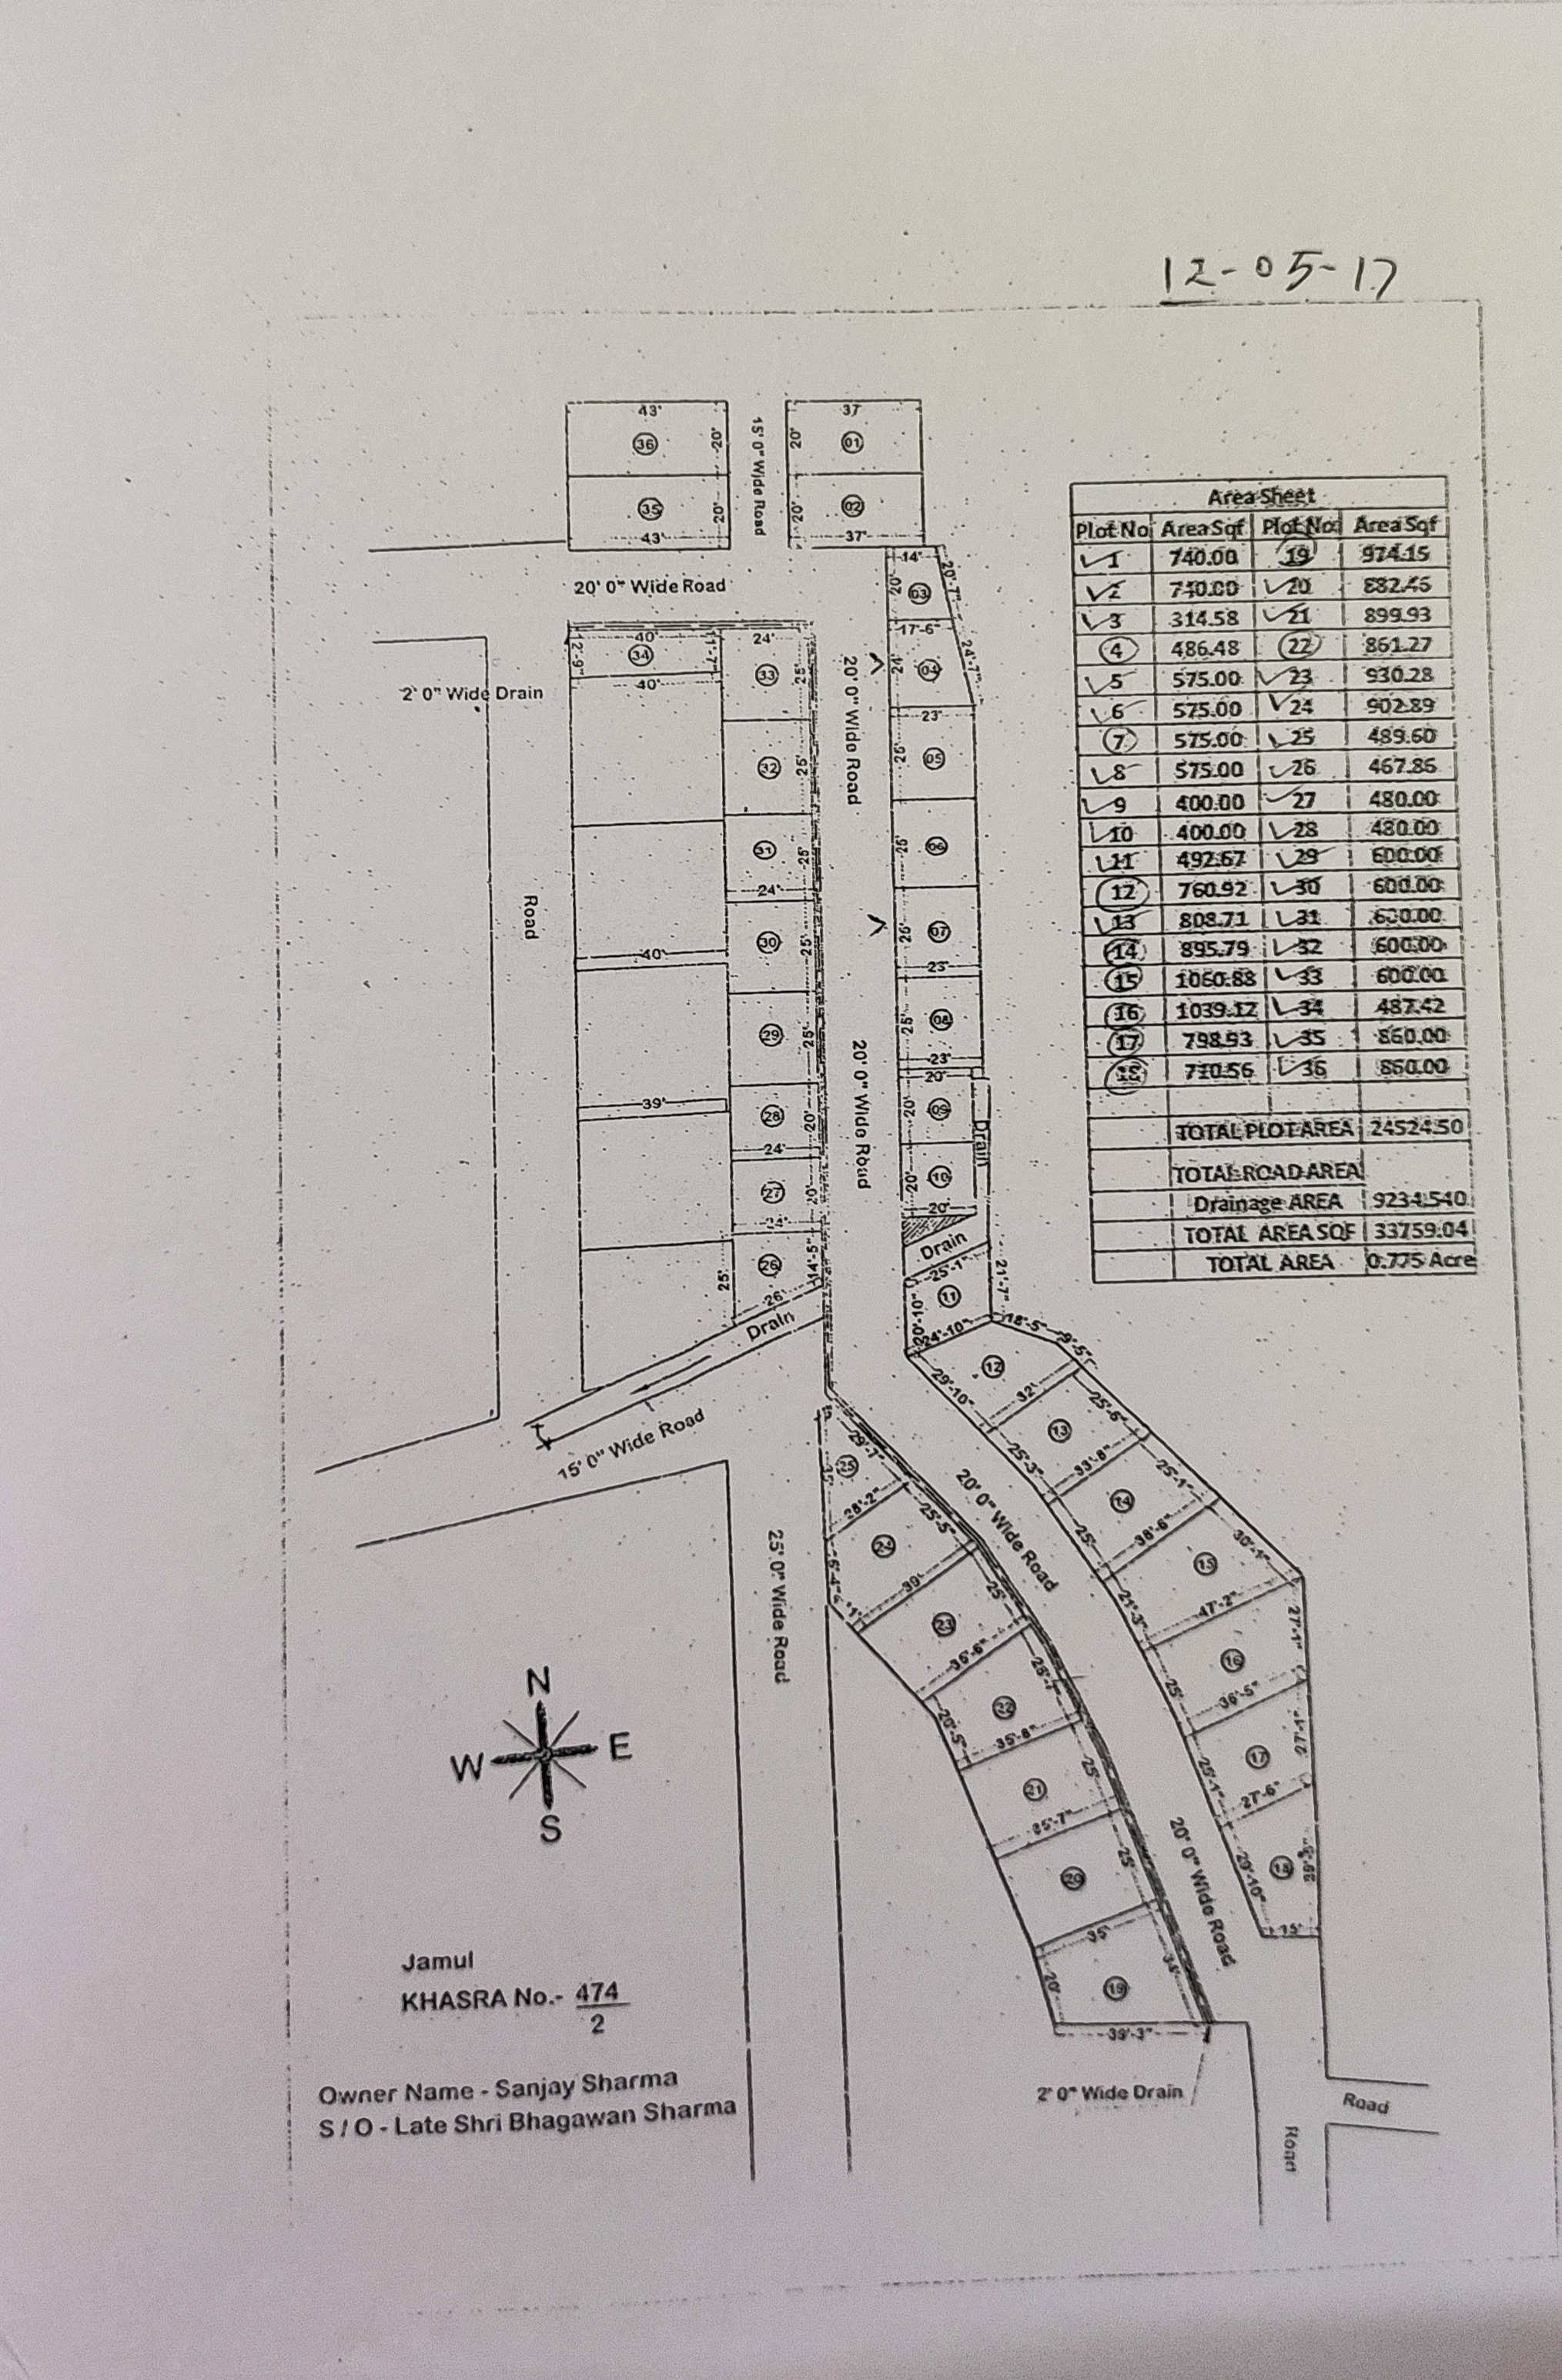 12-05-17
43'
36
20'
35
20'
43'
15' 0" Wide Road
37
20'
01
02
20'
37'
20' 0" Wide Road
14'
20'
03
20'-7"
17'-6"
24'
04
24'-7"
23'
25'
05
25'
06
25'
07
23'
25'
08
23'
20'
20'
09
Drain
20'
10
20'
Drain
25'-1"
11
20'-10"
21'-7"
24'-10"
40'
34
2'-9"
11'-7"
40'
24'
33
25'
2' 0" Wide Drain
32
25'
31
25'
24'
30
25'
40'
29
25'
39'
28
20'
24'
27
20'
24'
26
14'-5"
25'
26'
Drain
Road
20' 0" Wide Road
20' 0" Wide Road
15' 0" Wide Road
25' 0" Wide Road
18'-5"
9'-5"
12
29'-10"
32'
13
25'-6"
25'-3"
33'-8"
14
25'-1"
25'
38'-6"
15
30'-1"
21'-3"
47'-2"
16
27'-1"
25'
36'-5"
17
27'-1"
25'-1"
27'-6"
18
29'-10"
15'
29'-1"
25
35'
28'-2"
25'-5"
24
39'
25'
23
35'-6"
25'-1"
22
20'-5"
35'-8"
21
25'
35'-7"
20
25'
35'
19
20'
39'-3"
20' 0" Wide Road
20' 0" Wide Road
2' 0" Wide Drain
Road
Road
Area Sheet
Plot No Area Sqf Plot No Area Sqf
1 740.00 19 974.15
2 740.00 20 882.46
3 314.58 21 899.93
4 486.48 22 861.27
5 575.00 23 930.28
6 575.00 24 902.89
7 575.00 25 489.60
8 575.00 26 467.86
9 400.00 27 480.00
10 400.00 28 480.00
11 492.67 29 600.00
12 760.92 30 600.00
13 808.71 31 600.00
14 895.79 32 600.00
15 1060.88 33 600.00
16 1039.12 34 487.42
17 798.93 35 860.00
18 710.56 36 860.00
TOTAL PLOT AREA 24524.50
TOTAL ROAD AREA
Drainage AREA 9234.540
TOTAL AREA SQF 33759.04
TOTAL AREA 0.775 Acre
N
W E
S
Jamul
KHASRA No.- 474
2
Owner Name - Sanjay Sharma
S / O - Late Shri Bhagawan Sharma